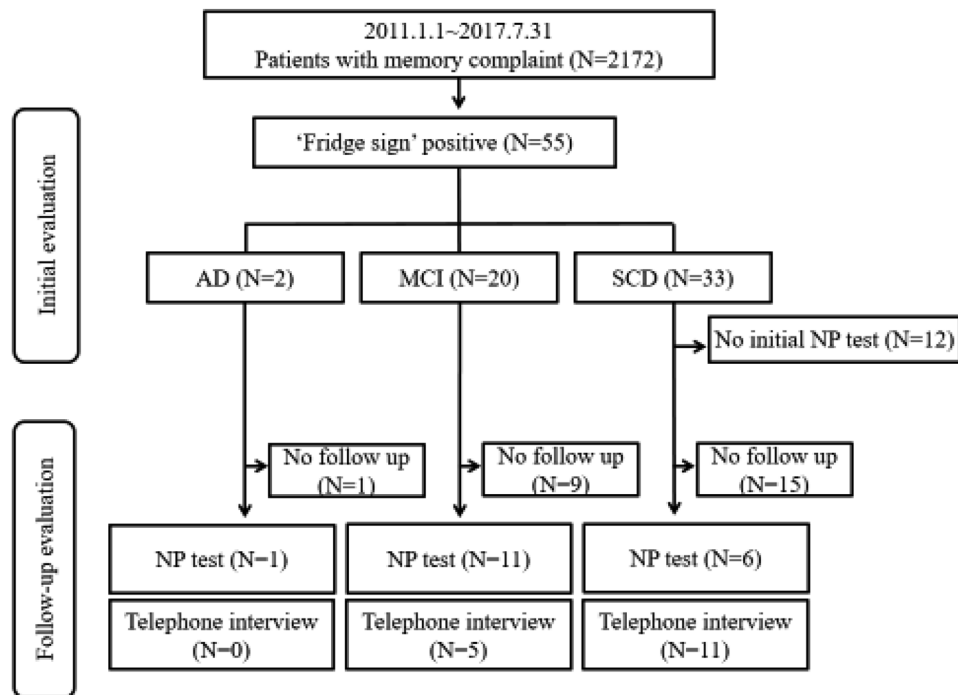 2011.1.1~2017.7.31
Patients with memory complaint (N=2172)
Initial evaluation
‘Fridge sign’ positive (N=55)
AD (N=2)
MCI (N=20)
SCD (N=33)
No initial NP test (N=12)
Follow-up evaluation
No follow up
(N=1)
No follow up
(N=9)
No follow up
(N=15)
NP test (N=1)
NP test (N=11)
NP test (N=6)
Telephone interview
(N=0)
Telephone interview
(N=5)
Telephone interview
(N=11)